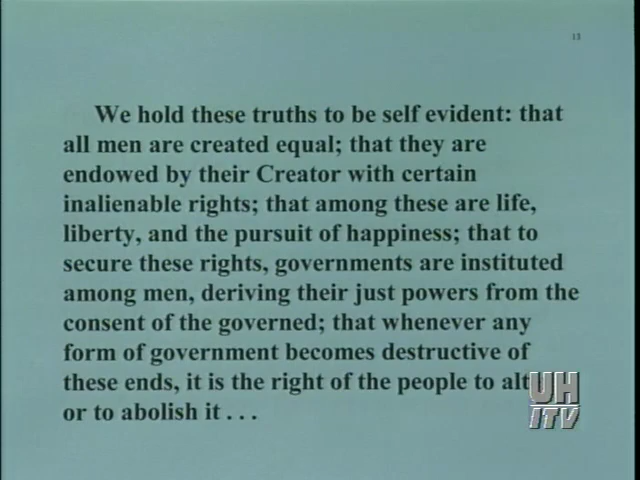 13
We hold these truths to be self evident: that
all men are created equal; that they are
endowed by their Creator with certain
inalienable rights; that among these are life,
liberty, and the pursuit of happiness; that to
secure these rights, governments are instituted
among men, deriving their just powers from the
consent of the governed; that whenever any
form of government becomes destructive of
these ends, it is the right of the people to
or to abolish it . . .
UH
ITV